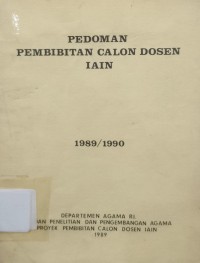 PEDOMAN
PEMBIBITAN CALON DOSEN
IAIN
1989/1990
DEPARTEMEN AGAMA RI.
AN PENELITIAN DAN PENGEMBANGAN AGAMA
PROYEK PEMBIBITAN CALON DOSEN IAIN
1989